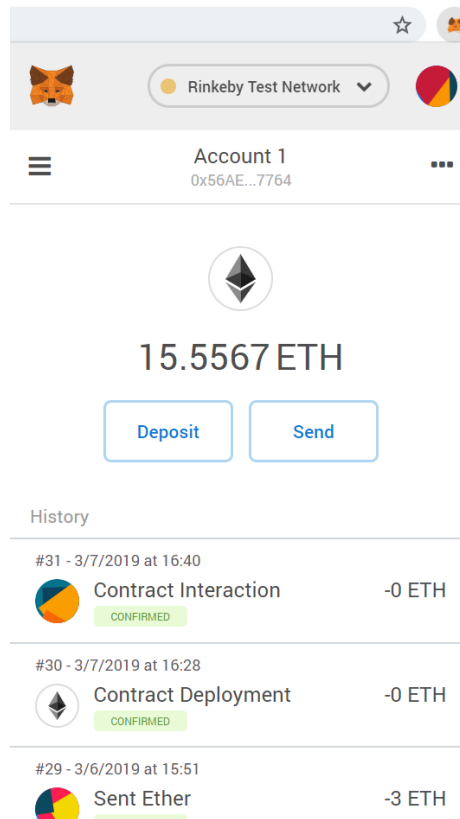 Rinkeby Test Network
Account 1
0x56AE...7764
15.5567 ETH
Deposit
Send
History
#31 - 3/7/2019 at 16:40
Contract Interaction
-0 ETH
CONFIRMED
#30 - 3/7/2019 at 16:28
Contract Deployment
-0 ETH
CONFIRMED
#29 - 3/6/2019 at 15:51
Sent Ether
-3 ETH